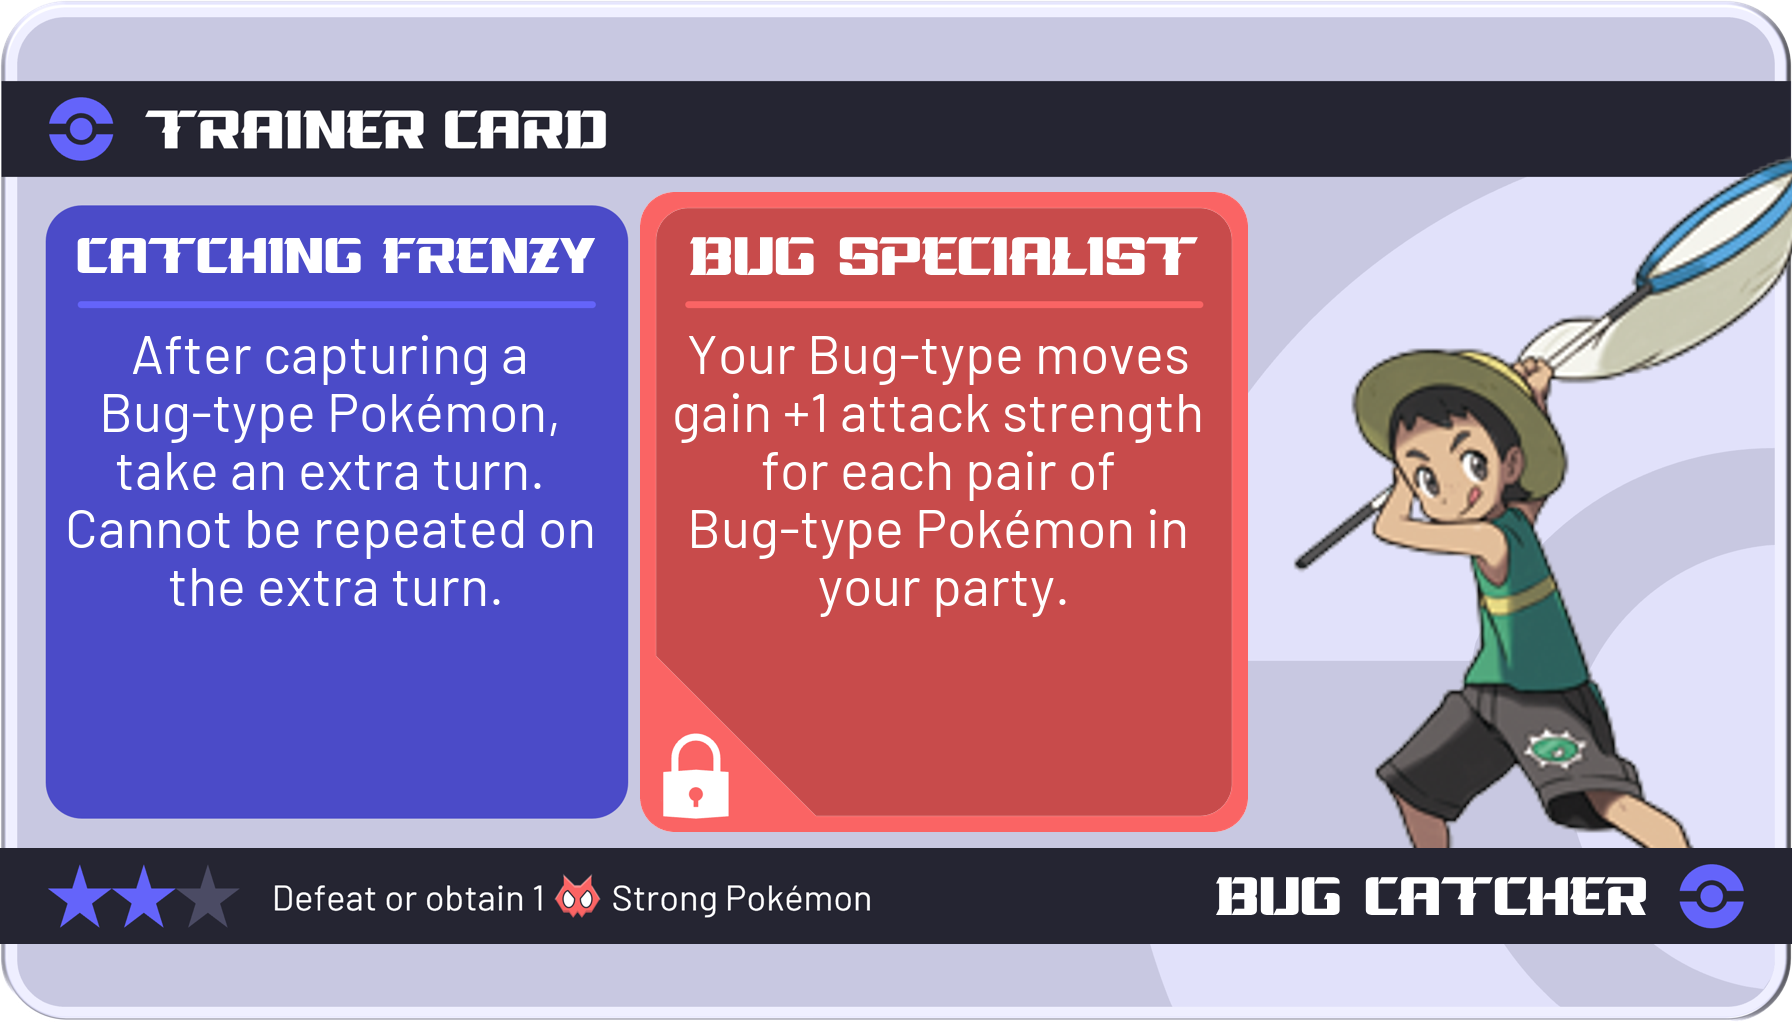 TRAINER CARD
CATCHING FRENZY
After capturing a
Bug-type Pokémon,
take an extra turn.
Cannot be repeated on
the extra turn.
BUG SPECIALIST
Your Bug-type moves
gain +1 attack strength
for each pair of
Bug-type Pokémon in
your party.
Defeat or obtain 1 Strong Pokémon
BUG CATCHER